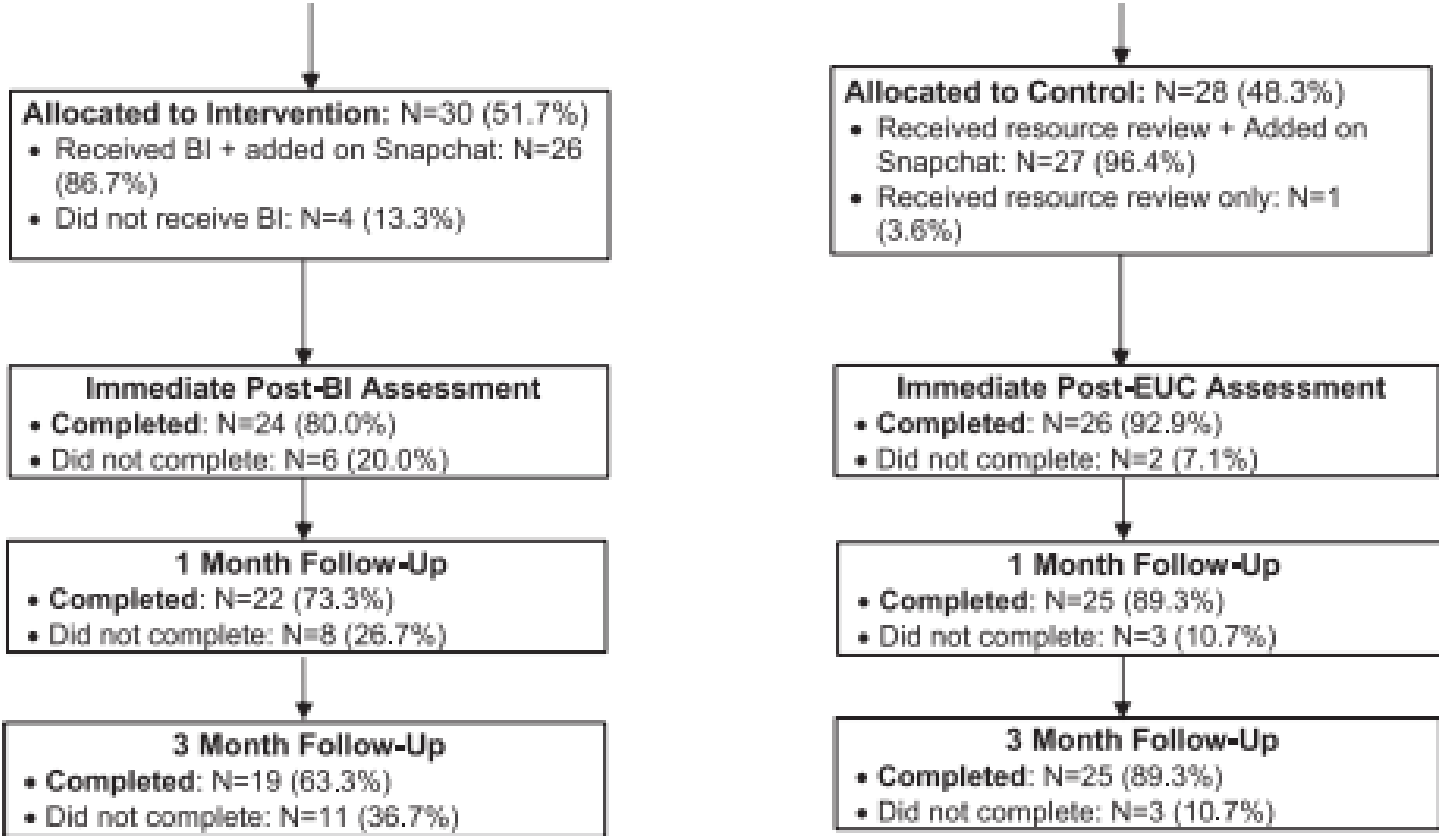 Allocated to Intervention: N=30 (51.7%)
• Received BI + added on Snapchat: N=26
(86.7%)
• Did not receive BI: N=4 (13.3%)
Allocated to Control: N=28 (48.3%)
• Received resource review + Added on
Snapchat: N=27 (96.4%)
• Received resource review only: N=1
(3.6%)
Immediate Post-BI Assessment
• Completed: N=24 (80.0%)
• Did not complete: N=6 (20.0%)
Immediate Post-EUC Assessment
• Completed: N=26 (92.9%)
• Did not complete: N=2 (7.1%)
1 Month Follow-Up
• Completed: N=22 (73.3%)
• Did not complete: N=8 (26.7%)
1 Month Follow-Up
• Completed: N=25 (89.3%)
• Did not complete: N=3 (10.7%)
3 Month Follow-Up
• Completed: N=19 (63.3%)
• Did not complete: N=11 (36.7%)
3 Month Follow-Up
• Completed: N=25 (89.3%)
• Did not complete: N=3 (10.7%)